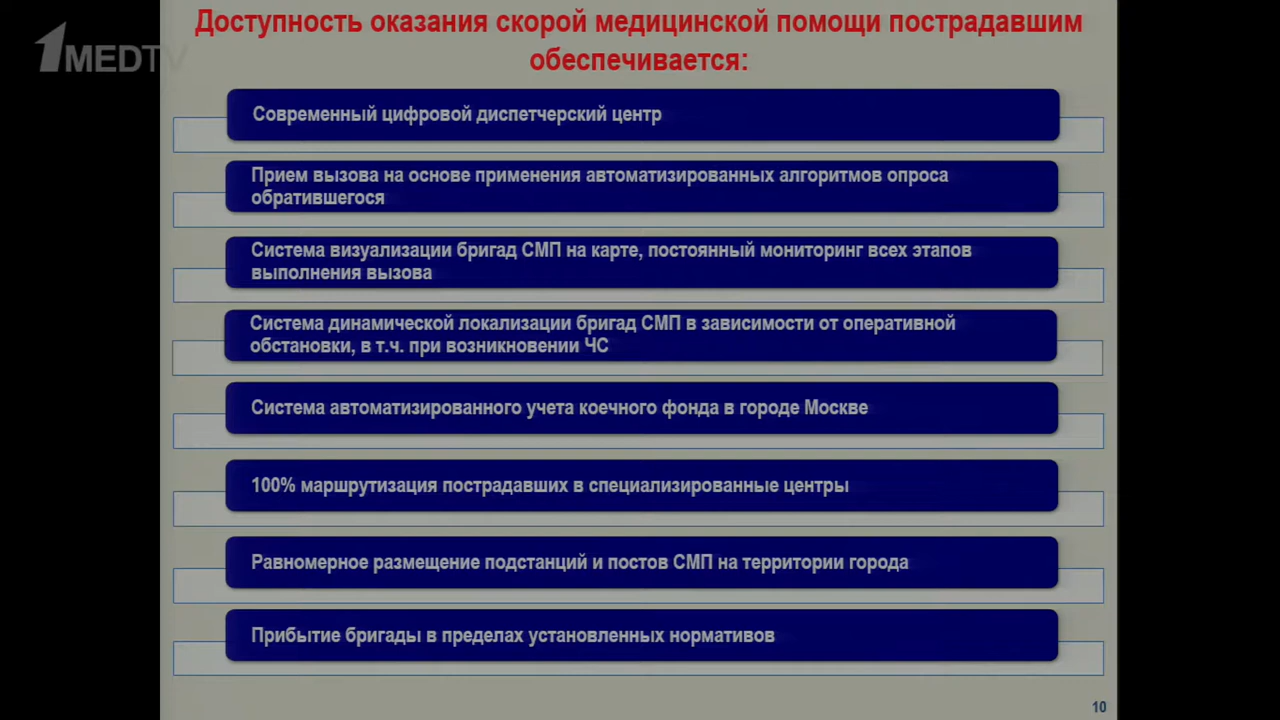 1MEDTV
Доступность оказания скорой медицинской помощи пострадавшим
обеспечивается:
Современный цифровой диспетчерский центр
Прием вызова на основе применения автоматизированных алгоритмов опроса
обратившегося
Система визуализации бригад СМП на карте, постоянный мониторинг всех этапов
выполнения вызова
Система динамической локализации бригад СМП в зависимости от оперативной
обстановки, в т.ч. при возникновении ЧС
Система автоматизированного учета коечного фонда в городе Москве
100% маршрутизация пострадавших в специализированные центры
Равномерное размещение подстанций и постов СМП на территории города
Прибытие бригады в пределах установленных нормативов
10